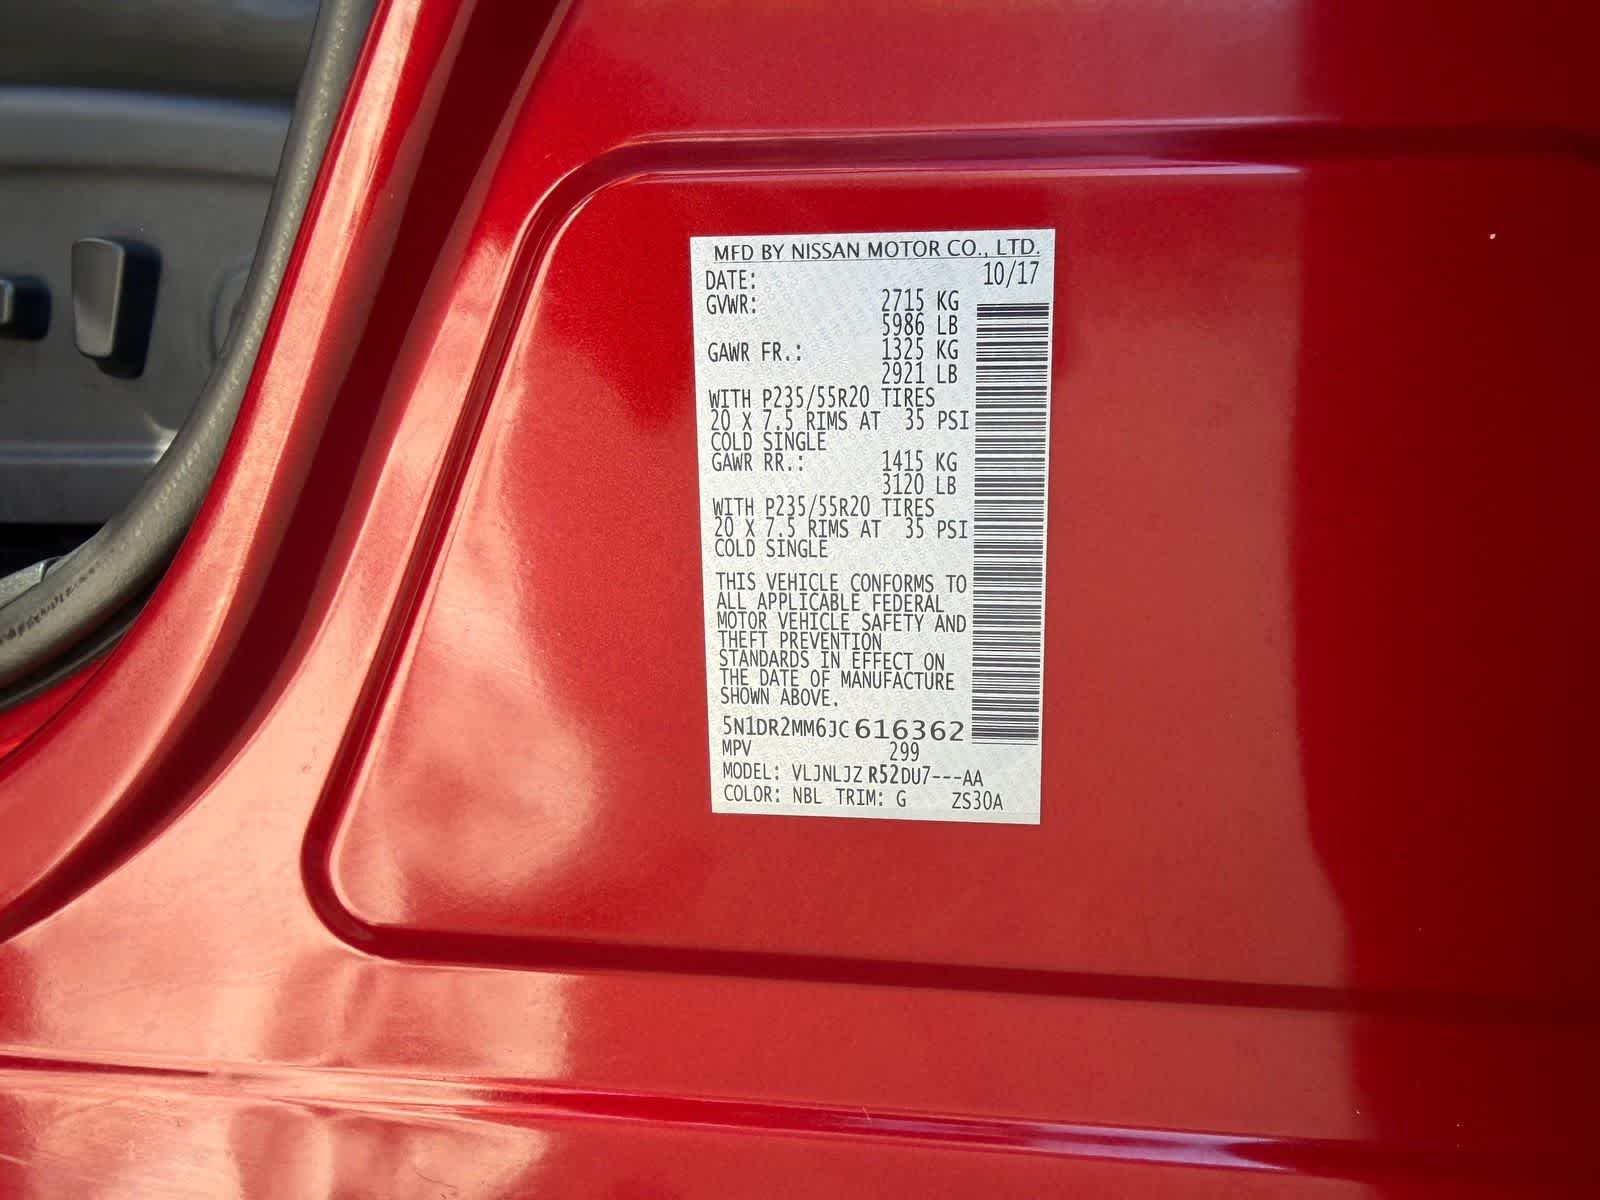 MFD BY NISSAN MOTOR CO., LTD.
DATE: 10/17
GVWR: 2715 KG
5986 LB
GAWR FR.: 1325 KG
2921 LB
WITH P235/55R20 TIRES
20 X 7.5 RIMS AT 35 PSI
COLD SINGLE
GAWR RR.: 1415 KG
3120 LB
WITH P235/55R20 TIRES
20 X 7.5 RIMS AT 35 PSI
COLD SINGLE
THIS VEHICLE CONFORMS TO
ALL APPLICABLE FEDERAL
MOTOR VEHICLE SAFETY AND
THEFT PREVENTION
STANDARDS IN EFFECT ON
THE DATE OF MANUFACTURE
SHOWN ABOVE.
5N1DR2MM6JC616362
MPV 299
MODEL: VLJNLJZ R52DU7---AA
COLOR: NBL TRIM: G ZS30A